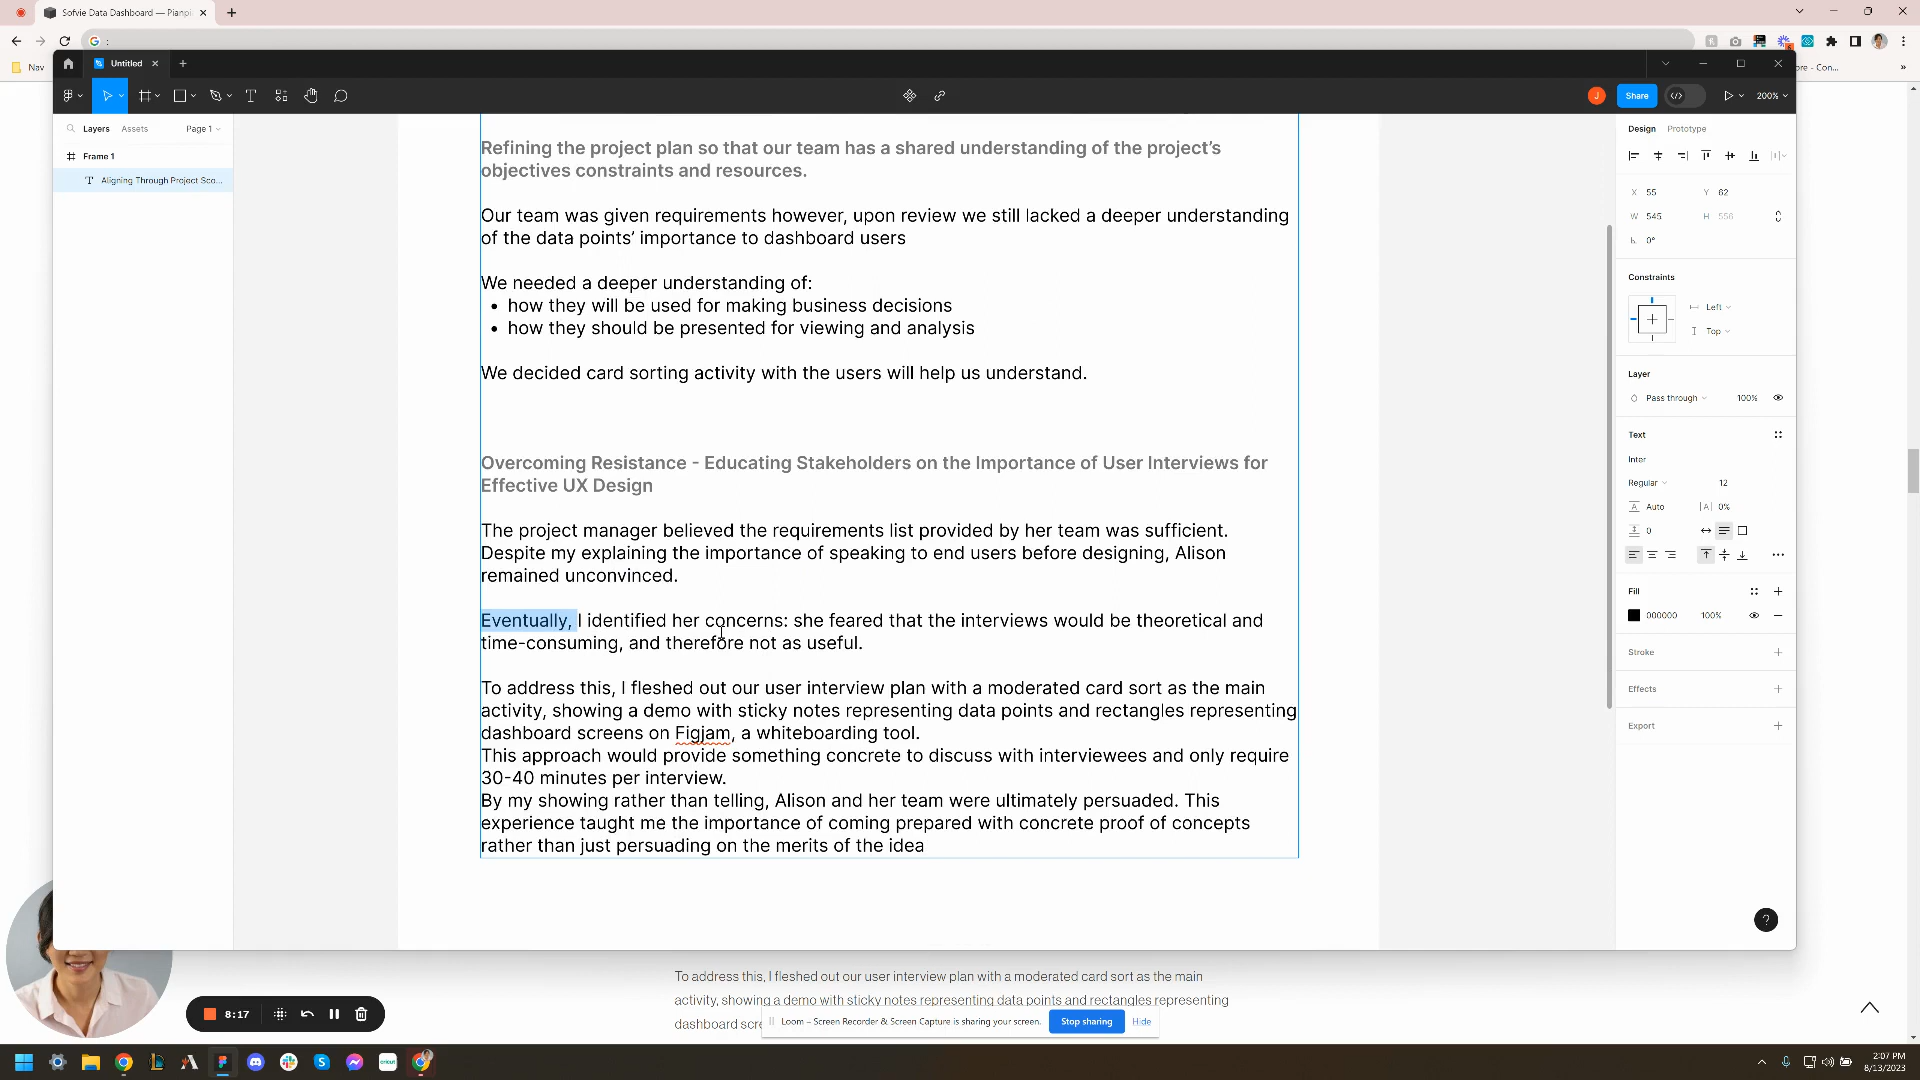 Sofvie Data Dashboard — Pianpi
Nav
ore - Con...
Untitled
Share
200%
Layers
Assets
Page 1
Frame 1
Aligning Through Project Sco...
Refining the project plan so that our team has a shared understanding of the project's
objectives constraints and resources.
Our team was given requirements however, upon review we still lacked a deeper understanding
of the data points' importance to dashboard users
We needed a deeper understanding of:
• how they will be used for making business decisions
• how they should be presented for viewing and analysis
We decided card sorting activity with the users will help us understand.
Overcoming Resistance - Educating Stakeholders on the Importance of User Interviews for
Effective UX Design
The project manager believed the requirements list provided by her team was sufficient.
Despite my explaining the importance of speaking to end users before designing, Alison
remained unconvinced.
Eventually, I identified her concerns: she feared that the interviews would be theoretical and
time-consuming, and therefore not as useful.
To address this, I fleshed out our user interview plan with a moderated card sort as the main
activity, showing a demo with sticky notes representing data points and rectangles representing
dashboard screens on Figjam, a whiteboarding tool.
This approach would provide something concrete to discuss with interviewees and only require
30-40 minutes per interview.
By my showing rather than telling, Alison and her team were ultimately persuaded. This
experience taught me the importance of coming prepared with concrete proof of concepts
rather than just persuading on the merits of the idea
Design
Prototype
X 55
Y 62
W 545
H 556
0°
Constraints
Left
Top
Layer
Pass through
100%
Text
Inter
Regular
12
Auto
0%
0
Fill
000000
100%
Stroke
Effects
Export
To address this, I fleshed out our user interview plan with a moderated card sort as the main
activity, showing a demo with sticky notes representing data points and rectangles representing
dashboard scre
8:17
Loom – Screen Recorder & Screen Capture is sharing your screen.
Stop sharing
Hide
2:07 PM
8/13/2023